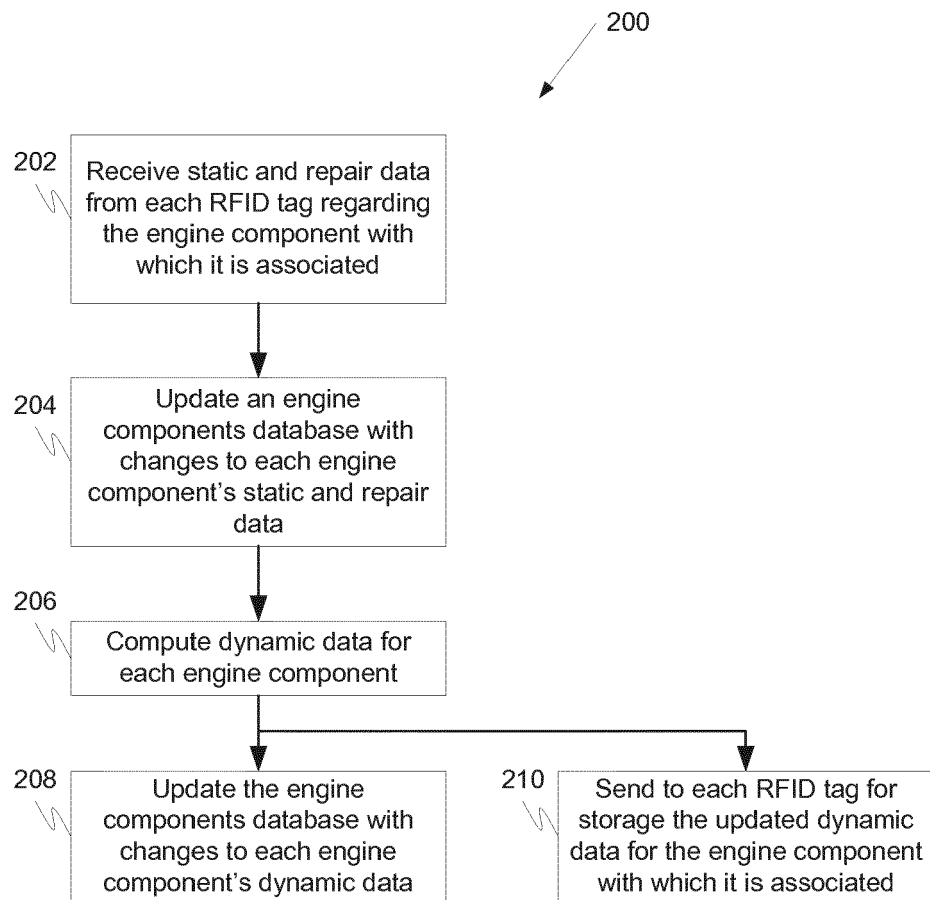 200
202
Receive static and repair data
from each RFID tag regarding
the engine component with
which it is associated
204
Update an engine
components database with
changes to each engine
component's static and repair
data
206
Compute dynamic data for
each engine component
208
Update the engine
components database with
changes to each engine
component's dynamic data
210
Send to each RFID tag for
storage the updated dynamic
data for the engine component
with which it is associated